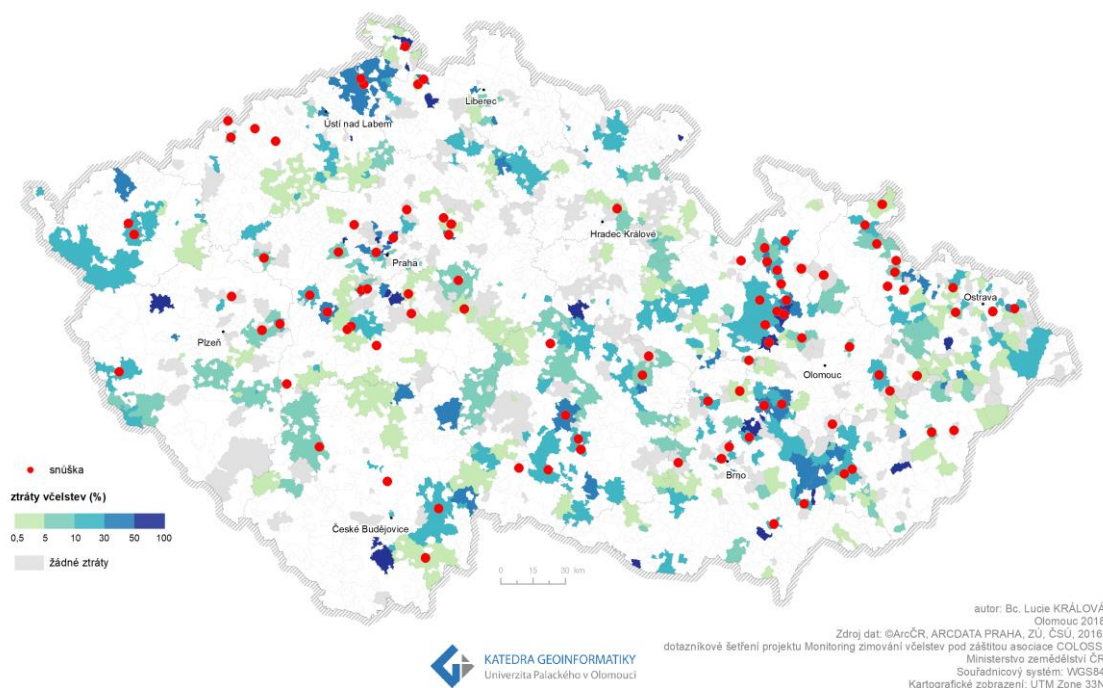 Liberec
Ústí nad Labem
Hradec Králové
Praha
Ostrava
Plzeň
Olomouc
snůška
Brno
ztráty včelstev (%)
0,5 5 10 30 50 100
České Budějovice
žádné ztráty
0 15 30 km
autor: Bc. Lucie KRÁLOVÁ
Olomouc 2018
Zdroj dat: ©ArcČR, ARCDATA PRAHA, ZÚ, ČSÚ, 2016,
dotazníkové šetření projektu Monitoring zimování včelstev pod záštitou asociace COLOSS,
Ministerstvo zemědělství ČR
Souřadnicový systém: WGS84
Kartografické zobrazení: UTM Zone 33N
KATEDRA GEOINFORMATIKY
Univerzita Palackého v Olomouci